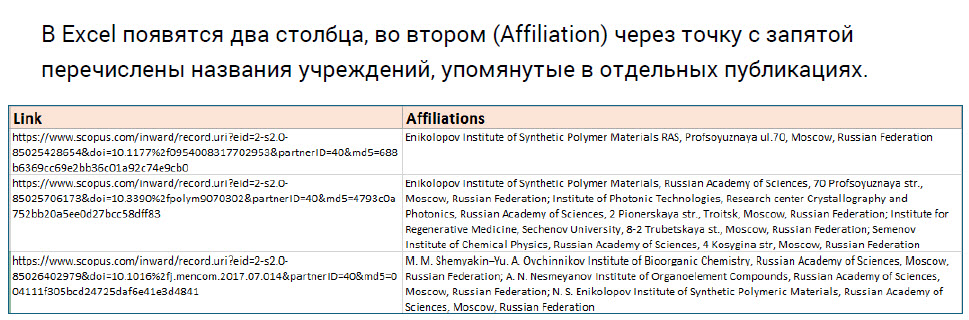 В Excel появятся два столбца, во втором (Affiliation) через точку с запятой
перечислены названия учреждений, упомянутые в отдельных публикациях.
Link
Affiliations
https://www.scopus.com/inward/record.uri?eid=2-s2.0-
85025428654&doi=10.1177%2f0954008317702953&partnerID=40&md5=688
b6369cc69e2bb36c01a92c74e9cb0
Enikolopov Institute of Synthetic Polymer Materials RAS, Profsoyuznaya ul.70, Moscow, Russian Federation
https://www.scopus.com/inward/record.uri?eid=2-s2.0-
85025706173&doi=10.3390%2fpolym9070302&partnerID=40&md5=4793c0a
752bb20a5ee0d27bcc58dff83
Enikolopov Institute of Synthetic Polymer Materials, Russian Academy of Sciences, 70 Profsoyuznaya str.,
Moscow, Russian Federation; Institute of Photonic Technologies, Research center Crystallography and
Photonics, Russian Academy of Sciences, 2 Pionerskaya str., Troitsk, Moscow, Russian Federation; Institute for
Regenerative Medicine, Sechenov University, 8-2 Trubetskaya st., Moscow, Russian Federation; Semenov
Institute of Chemical Physics, Russian Academy of Sciences, 4 Kosygina str, Moscow, Russian Federation
https://www.scopus.com/inward/record.uri?eid=2-s2.0-
85026402979&doi=10.1016%2fj.mencom.2017.07.014&partnerID=40&md5=0
04111f305bcd24725daf6e41e3d4841
M. M. Shemyakin–Yu. A. Ovchinnikov Institute of Bioorganic Chemistry, Russian Academy of Sciences, Moscow,
Russian Federation; A. N. Nesmeyanov Institute of Organoelement Compounds, Russian Academy of Sciences,
Moscow, Russian Federation; N. S. Enikolopov Institute of Synthetic Polymeric Materials, Russian Academy of
Sciences, Moscow, Russian Federation